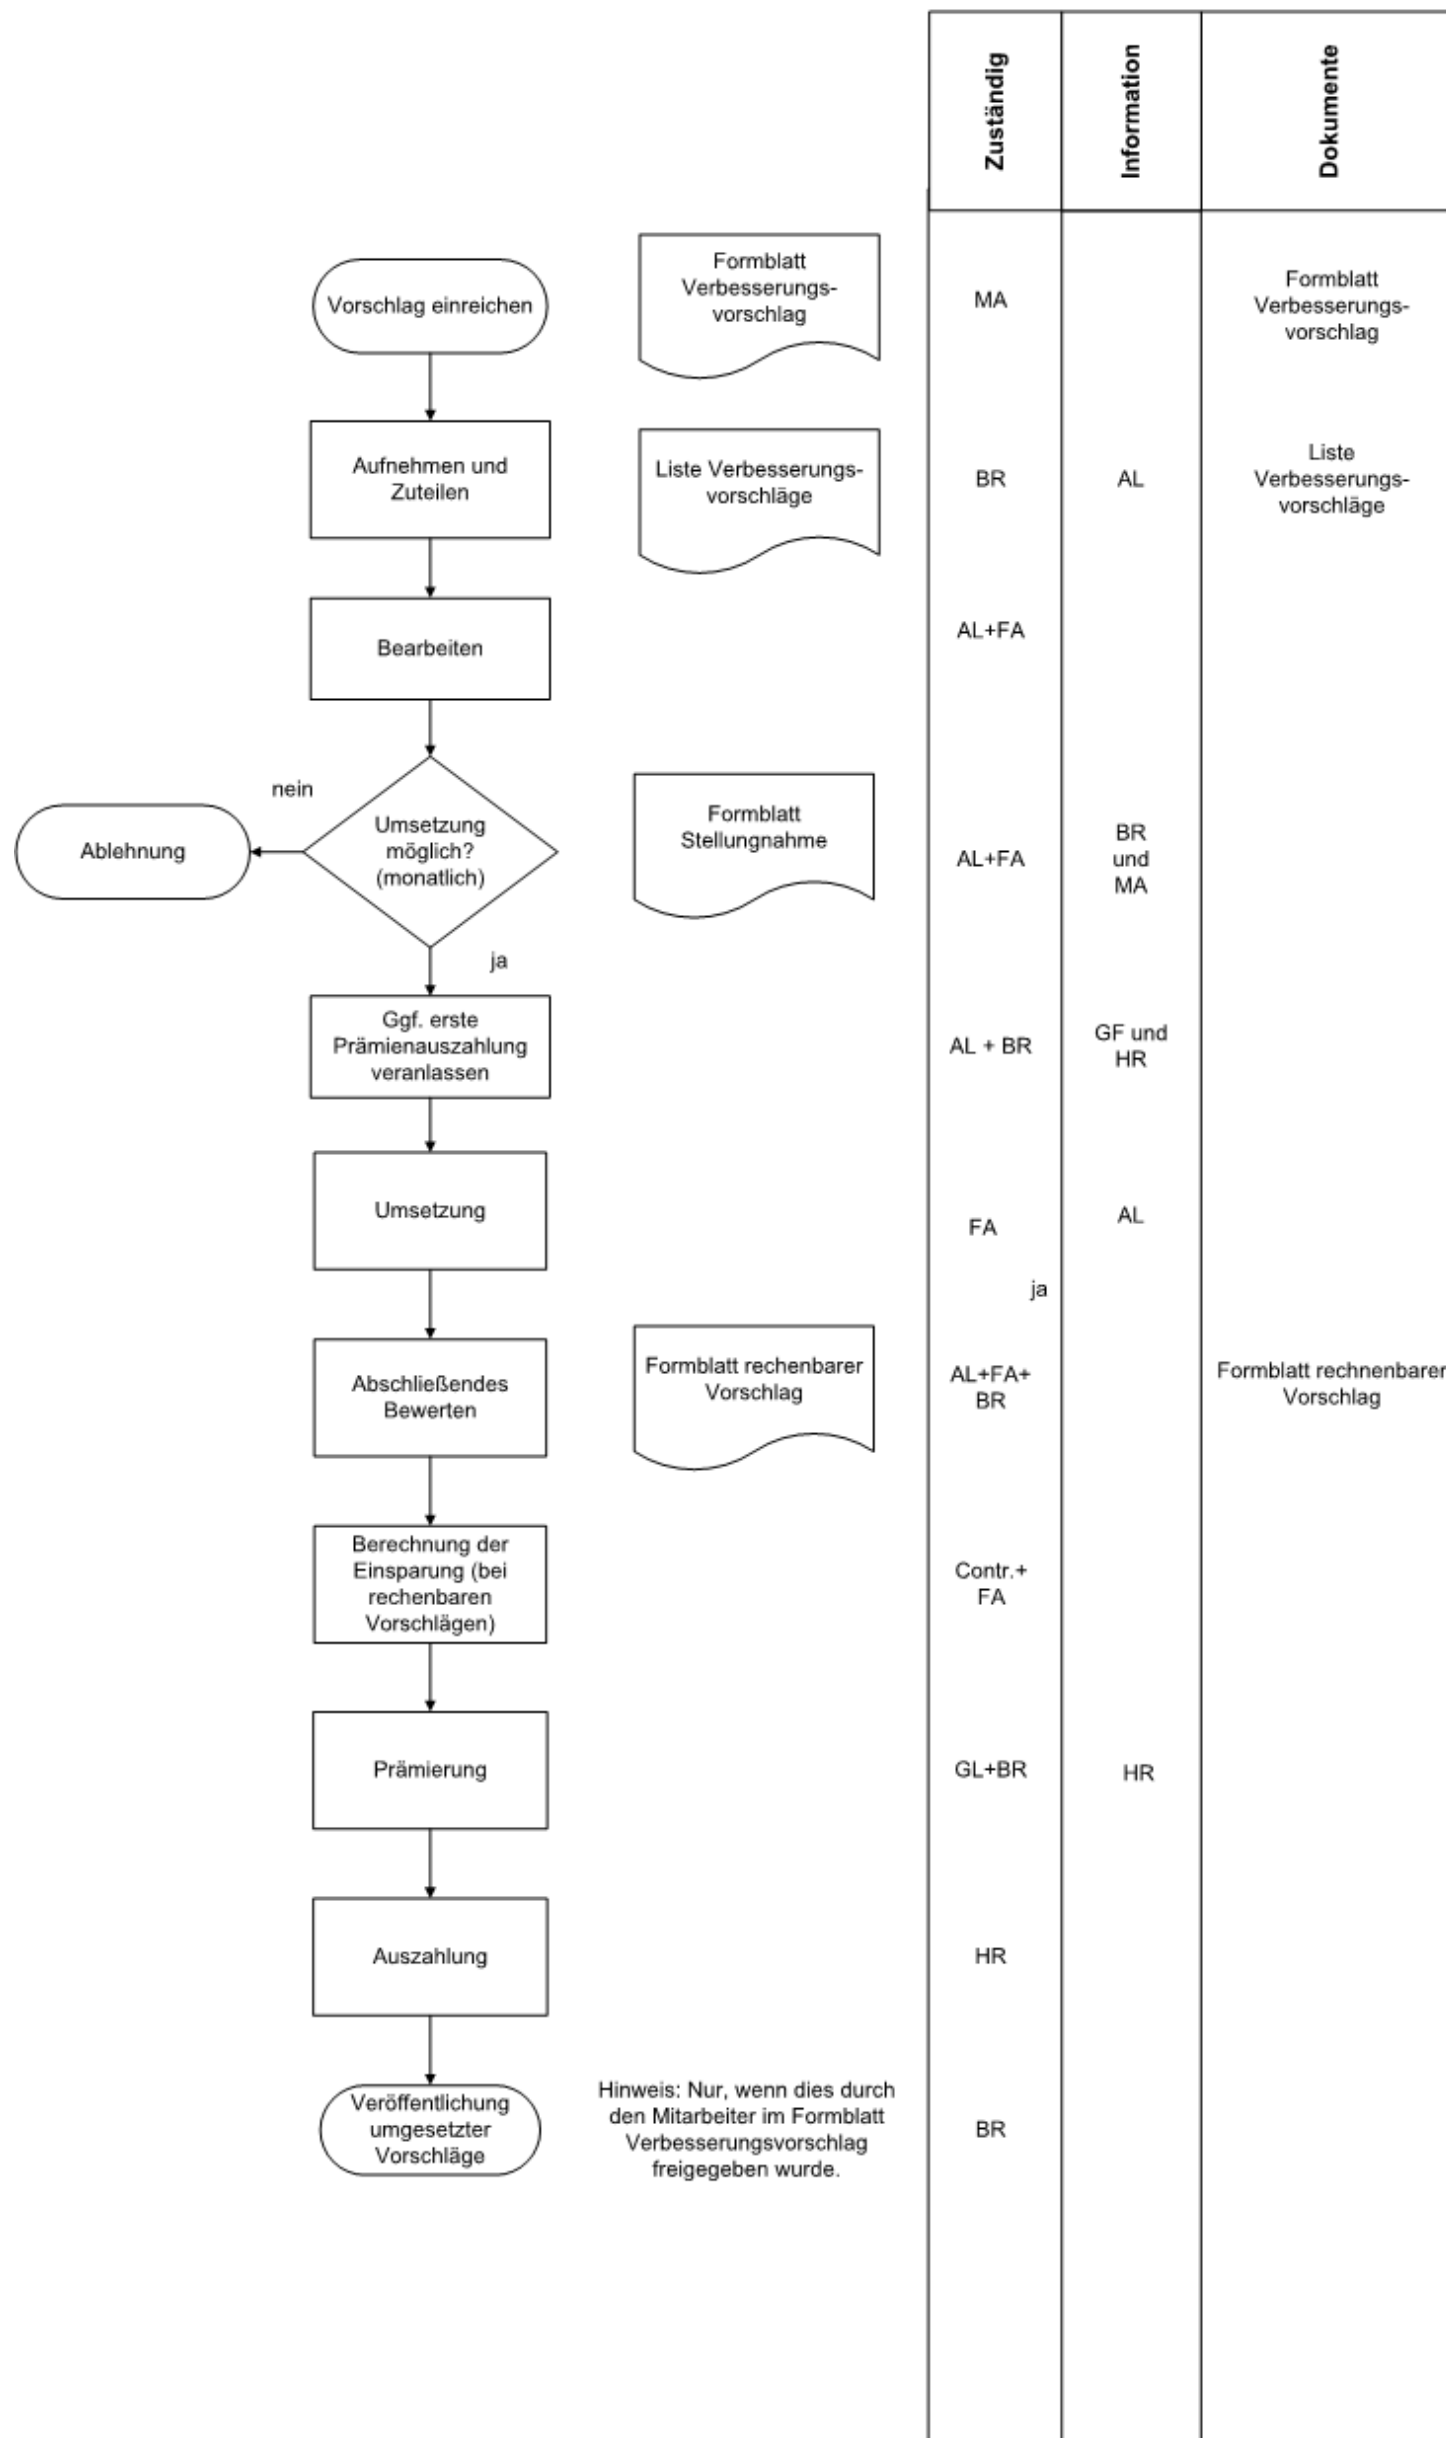 Zuständig
Information
Dokumente
Vorschlag einreichen
Formblatt
Verbesserungs-
vorschlag
MA
Formblatt
Verbesserungs-
vorschlag
Aufnehmen und
Zuteilen
Liste Verbesserungs-
vorschläge
BR
AL
Liste
Verbesserungs-
vorschläge
Bearbeiten
AL+FA
nein
Ablehnung
Umsetzung
möglich?
(monatlich)
Formblatt
Stellungnahme
AL+FA
BR
und
MA
ja
Ggf. erste
Prämienauszahlung
veranlassen
AL + BR
GF und
HR
Umsetzung
FA
AL
ja
Abschließendes
Bewerten
Formblatt rechenbarer
Vorschlag
AL+FA+
BR
Formblatt rechnenbarer
Vorschlag
Berechnung der
Einsparung (bei
rechenbaren
Vorschlägen)
Contr.+
FA
Prämierung
GL+BR
HR
Auszahlung
HR
Veröffentlichung
umgesetzter
Vorschläge
Hinweis: Nur, wenn dies durch
den Mitarbeiter im Formblatt
Verbesserungsvorschlag
freigegeben wurde.
BR